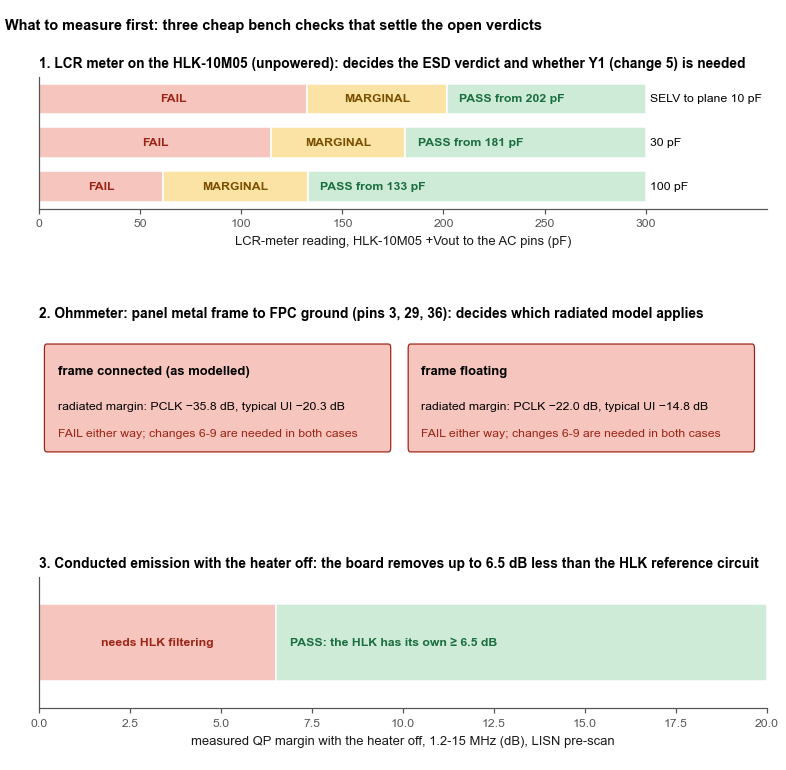 What to measure first: three cheap bench checks that settle the open verdicts
1. LCR meter on the HLK-10M05 (unpowered): decides the ESD verdict and whether Y1 (change 5) is needed
FAIL MARGINAL PASS from 202 pF SELV to plane 10 pF
FAIL MARGINAL PASS from 181 pF 30 pF
FAIL MARGINAL PASS from 133 pF 100 pF
0 50 100 150 200 250 300
LCR-meter reading, HLK-10M05 +Vout to the AC pins (pF)
2. Ohmmeter: panel metal frame to FPC ground (pins 3, 29, 36): decides which radiated model applies
frame connected (as modelled)
radiated margin: PCLK −35.8 dB, typical UI −20.3 dB
FAIL either way; changes 6-9 are needed in both cases
frame floating
radiated margin: PCLK −22.0 dB, typical UI −14.8 dB
FAIL either way; changes 6-9 are needed in both cases
3. Conducted emission with the heater off: the board removes up to 6.5 dB less than the HLK reference circuit
needs HLK filtering PASS: the HLK has its own ≥ 6.5 dB
0.0 2.5 5.0 7.5 10.0 12.5 15.0 17.5 20.0
measured QP margin with the heater off, 1.2-15 MHz (dB), LISN pre-scan